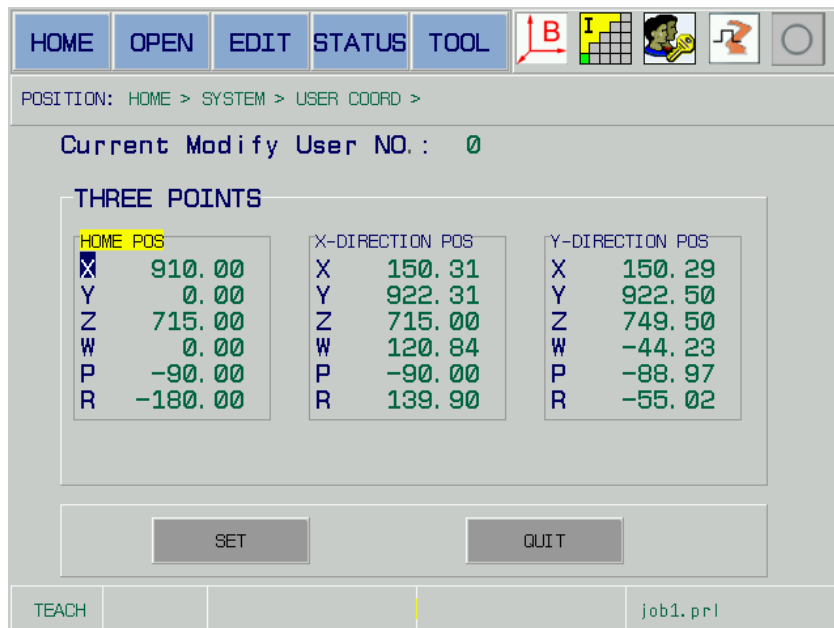 HOME OPEN EDIT STATUS TOOL B I
POSITION: HOME > SYSTEM > USER COORD >
Current Modify User NO.: 0
THREE POINTS
HOME POS
X 910.00
Y 0.00
Z 715.00
W 0.00
P -90.00
R -180.00
X-DIRECTION POS
X 150.31
Y 922.31
Z 715.00
W 120.84
P -90.00
R 139.90
Y-DIRECTION POS
X 150.29
Y 922.50
Z 749.50
W -44.23
P -88.97
R -55.02
SET QUIT
TEACH job1.prl